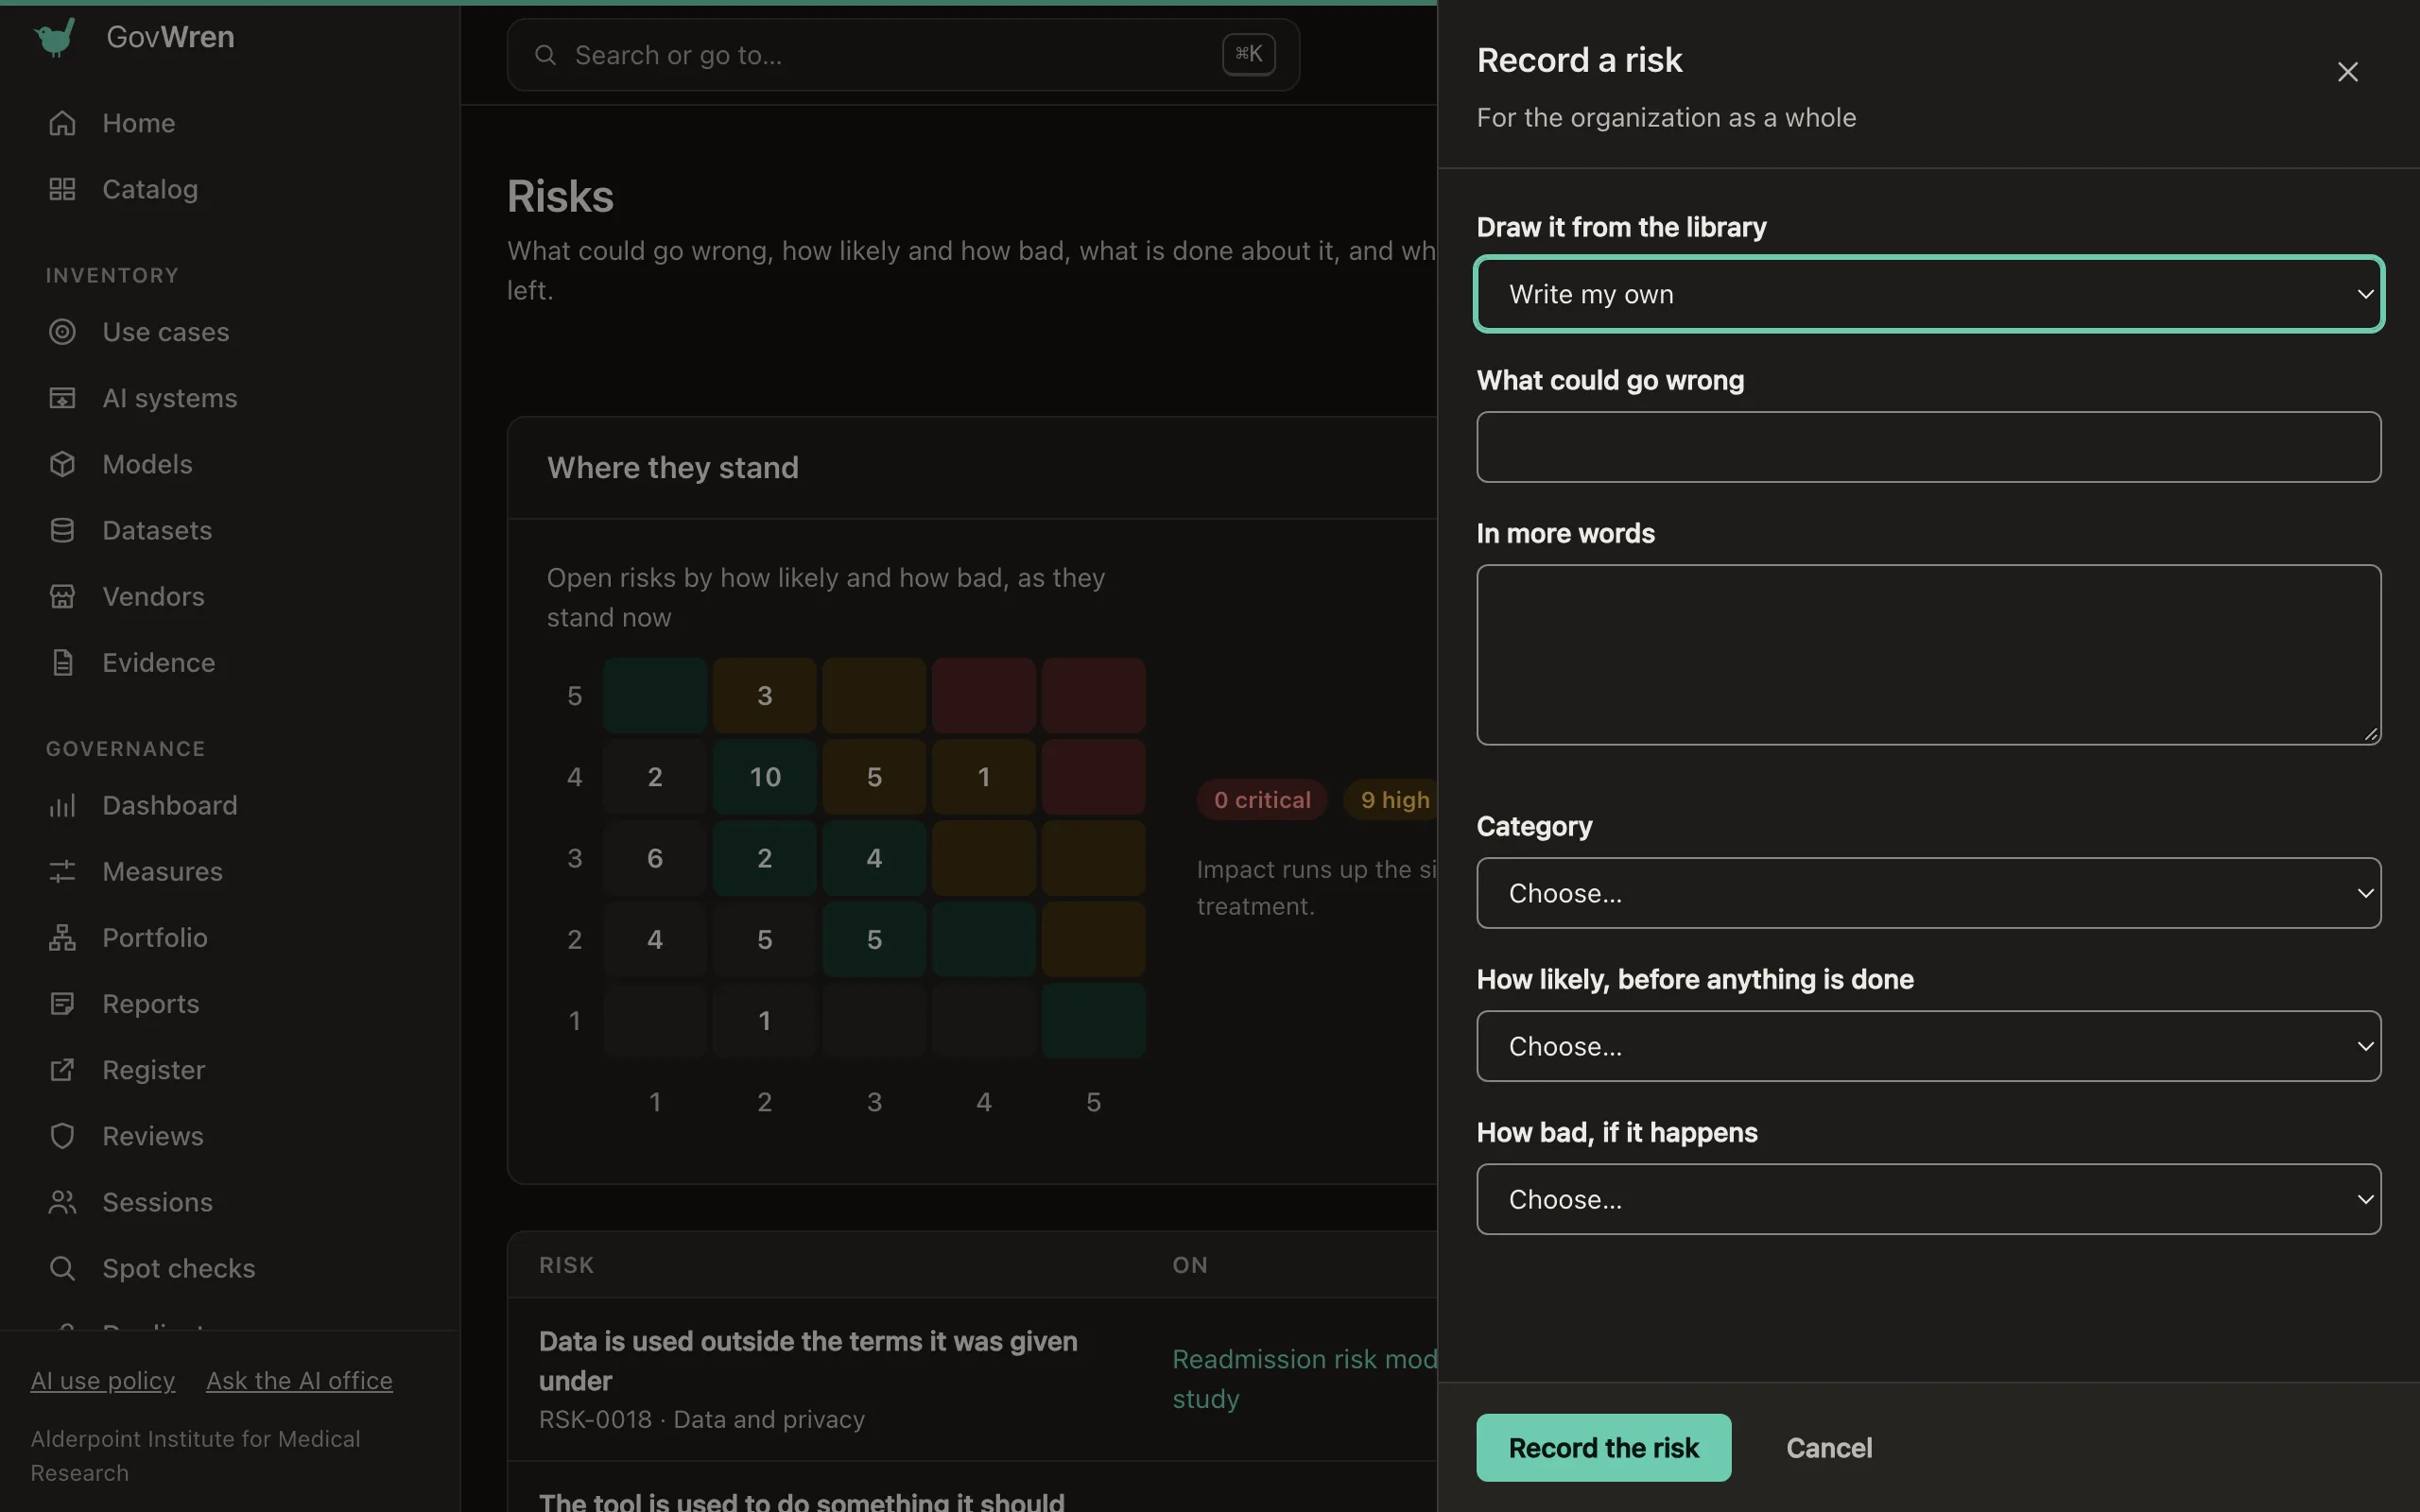 GovWren
Home
Catalog
INVENTORY
Use cases
AI systems
Models
Datasets
Vendors
Evidence
GOVERNANCE
Dashboard
Measures
Portfolio
Reports
Register
Reviews
Sessions
Spot checks
AI use policy
Ask the AI office
Alderpoint Institute for Medical
Research
Search or go to...
⌘K
Risks
What could go wrong, how likely and how bad, what is done about it, and wh
left.
Where they stand
Open risks by how likely and how bad, as they
stand now
5 3
4 2 10 5 1
3 6 2 4
2 4 5 5
1 1
1 2 3 4 5
0 critical
9 high
Impact runs up the si
treatment.
RISK
ON
Data is used outside the terms it was given
under
RSK-0018 · Data and privacy
Readmission risk mod
study
The tool is used to do something it should
Record a risk
For the organization as a whole
Draw it from the library
Write my own
What could go wrong
In more words
Category
Choose...
How likely, before anything is done
Choose...
How bad, if it happens
Choose...
Record the risk
Cancel